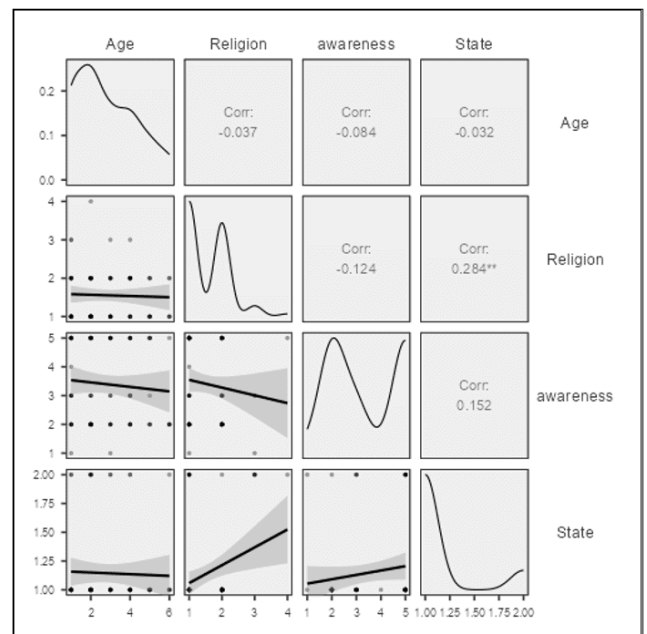 Age Religion awareness State
0.2
0.1
0.0
Corr:
-0.037
Corr:
-0.084
Corr:
-0.032
Age
4
3
2
1
Corr:
-0.124
Corr:
0.284**
Religion
5
4
3
2
1
Corr:
0.152
awareness
2.00
1.75
1.50
1.25
1.00
State
2 4 6 1 2 3 4 1 2 3 4 5 1.00 1.25 1.50 1.75 2.00